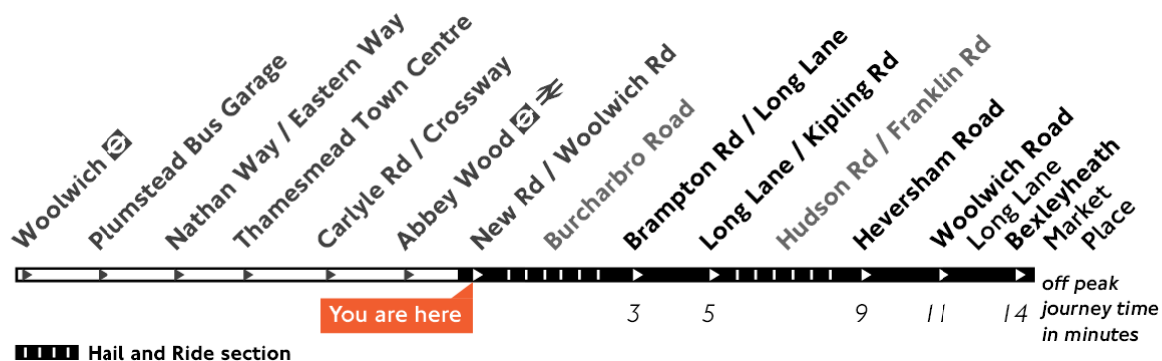 Woolwich
Plumstead Bus Garage
Nathan Way / Eastern Way
Thamesmead Town Centre
Carlyle Rd / Crossway
Abbey Wood
New Rd / Woolwich Rd
Burcharbro Road
Brampton Rd / Long Lane
Long Lane / Kipling Rd
Hudson Rd / Franklin Rd
Heversham Road
Woolwich Road
Long Lane
Bexleyheath
Market
Place
You are here
3
5
9
11
14
off peak
journey time
in minutes
Hail and Ride section